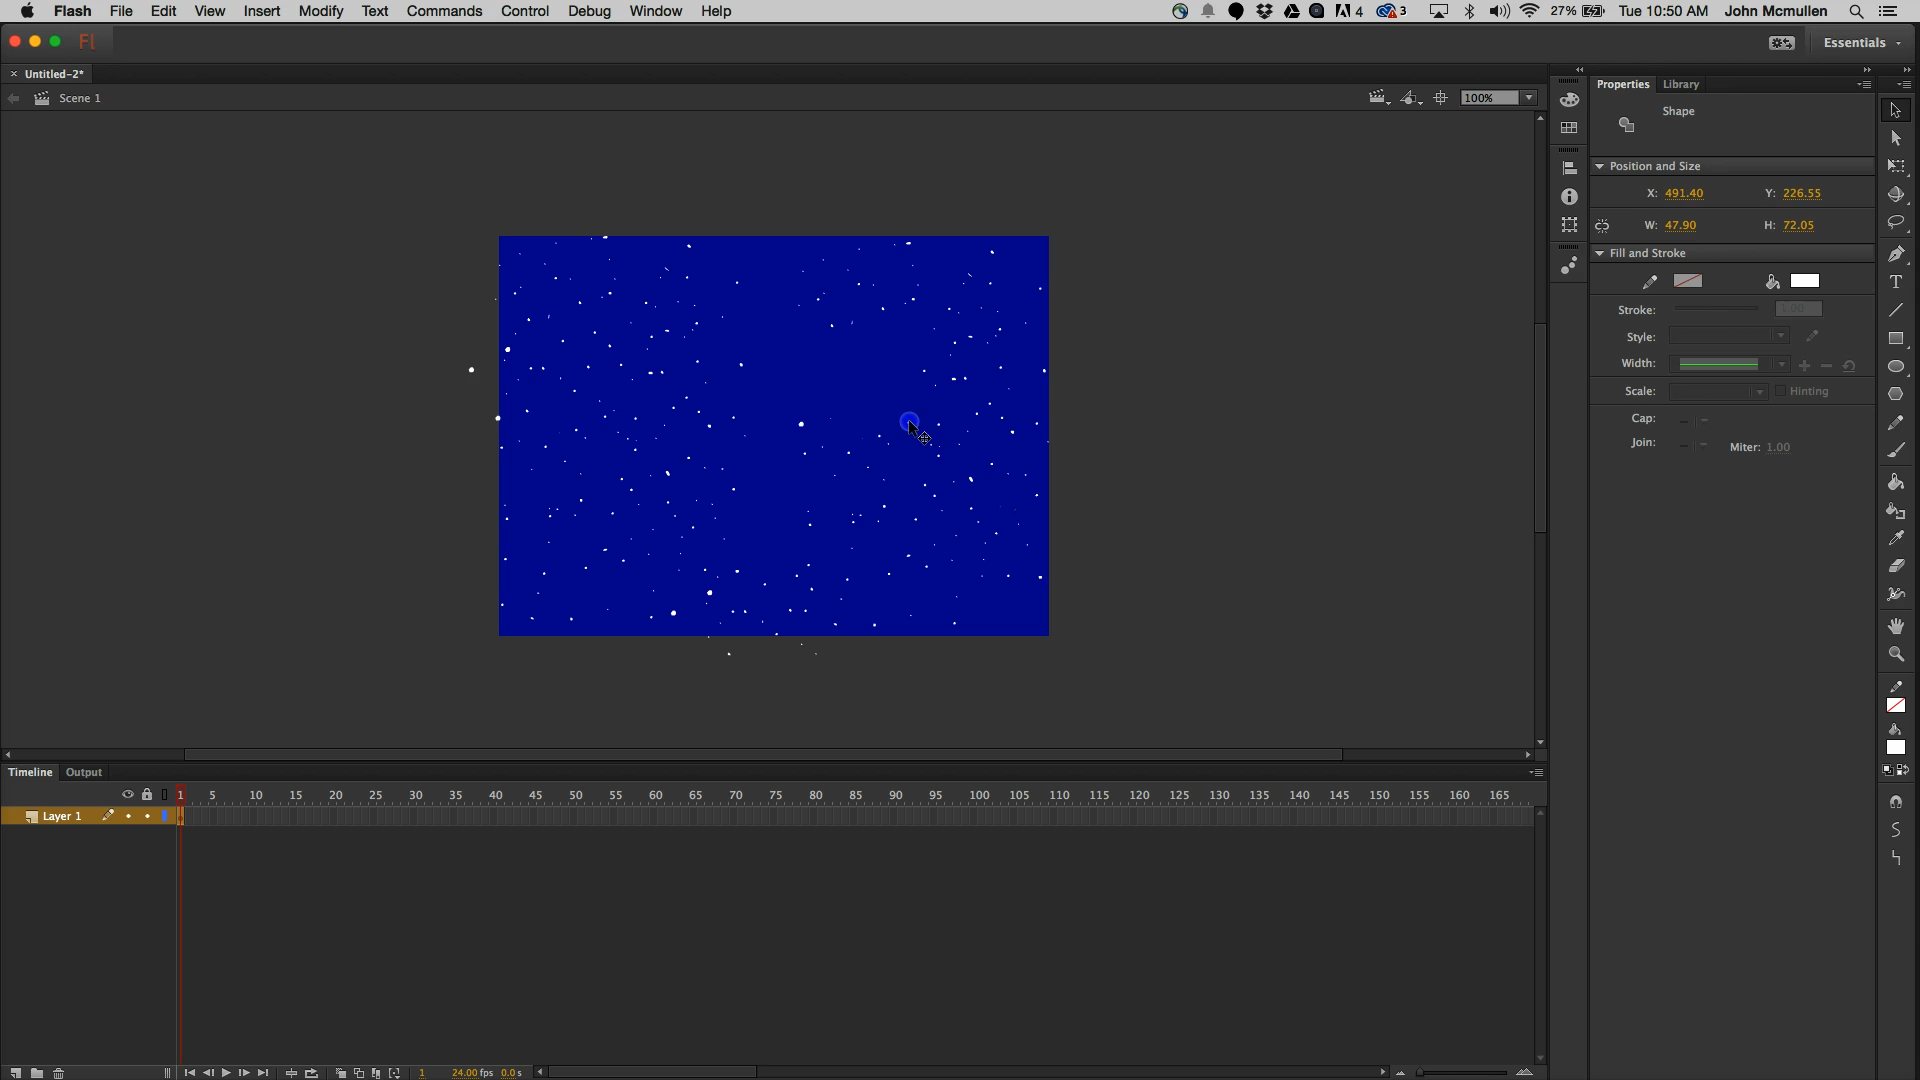 Flash File Edit View Insert Modify Text Commands Control Debug Window Help 4 3 27% Tue 10:50 AM John Mcmullen
Fl Essentials
× Untitled-2*
Scene 1 100%
Properties Library
Shape
Position and Size
X: 491.40 Y: 226.55
W: 47.90 H: 72.05
Fill and Stroke
Stroke: 1.00
Style:
Width:
Scale: Hinting
Cap:
Join: Miter: 1.00
Timeline Output
1 5 10 15 20 25 30 35 40 45 50 55 60 65 70 75 80 85 90 95 100 105 110 115 120 125 130 135 140 145 150 155 160 165
Layer 1
1 24.00 fps 0.0 s